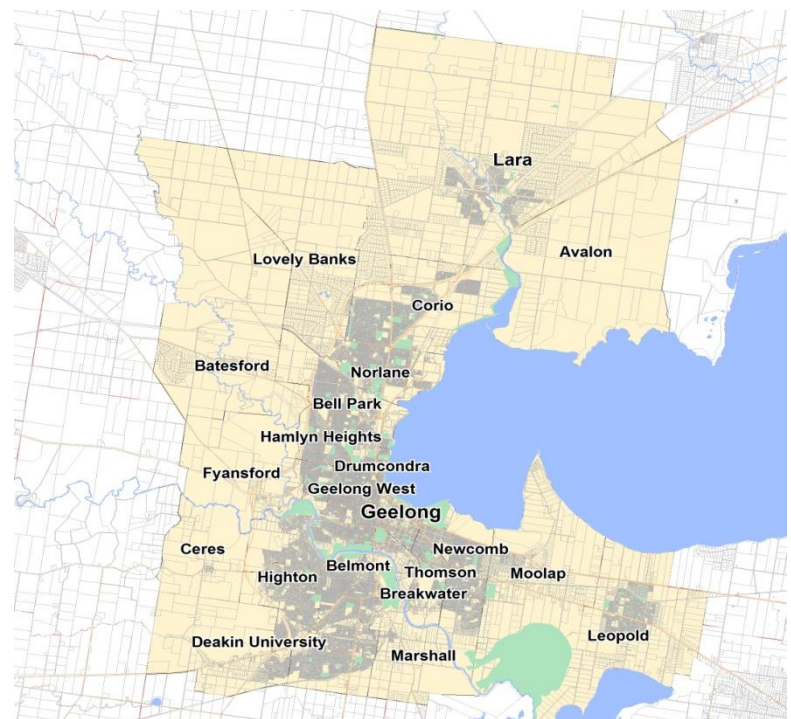 Lara
Avalon
Lovely Banks
Corio
Batesford
Norlane
Bell Park
Hamlyn Heights
Drumcondra
Fyansford
Geelong West
Geelong
Ceres
Newcomb
Belmont
Thomson
Moolap
Highton
Breakwater
Deakin University
Leopold
Marshall